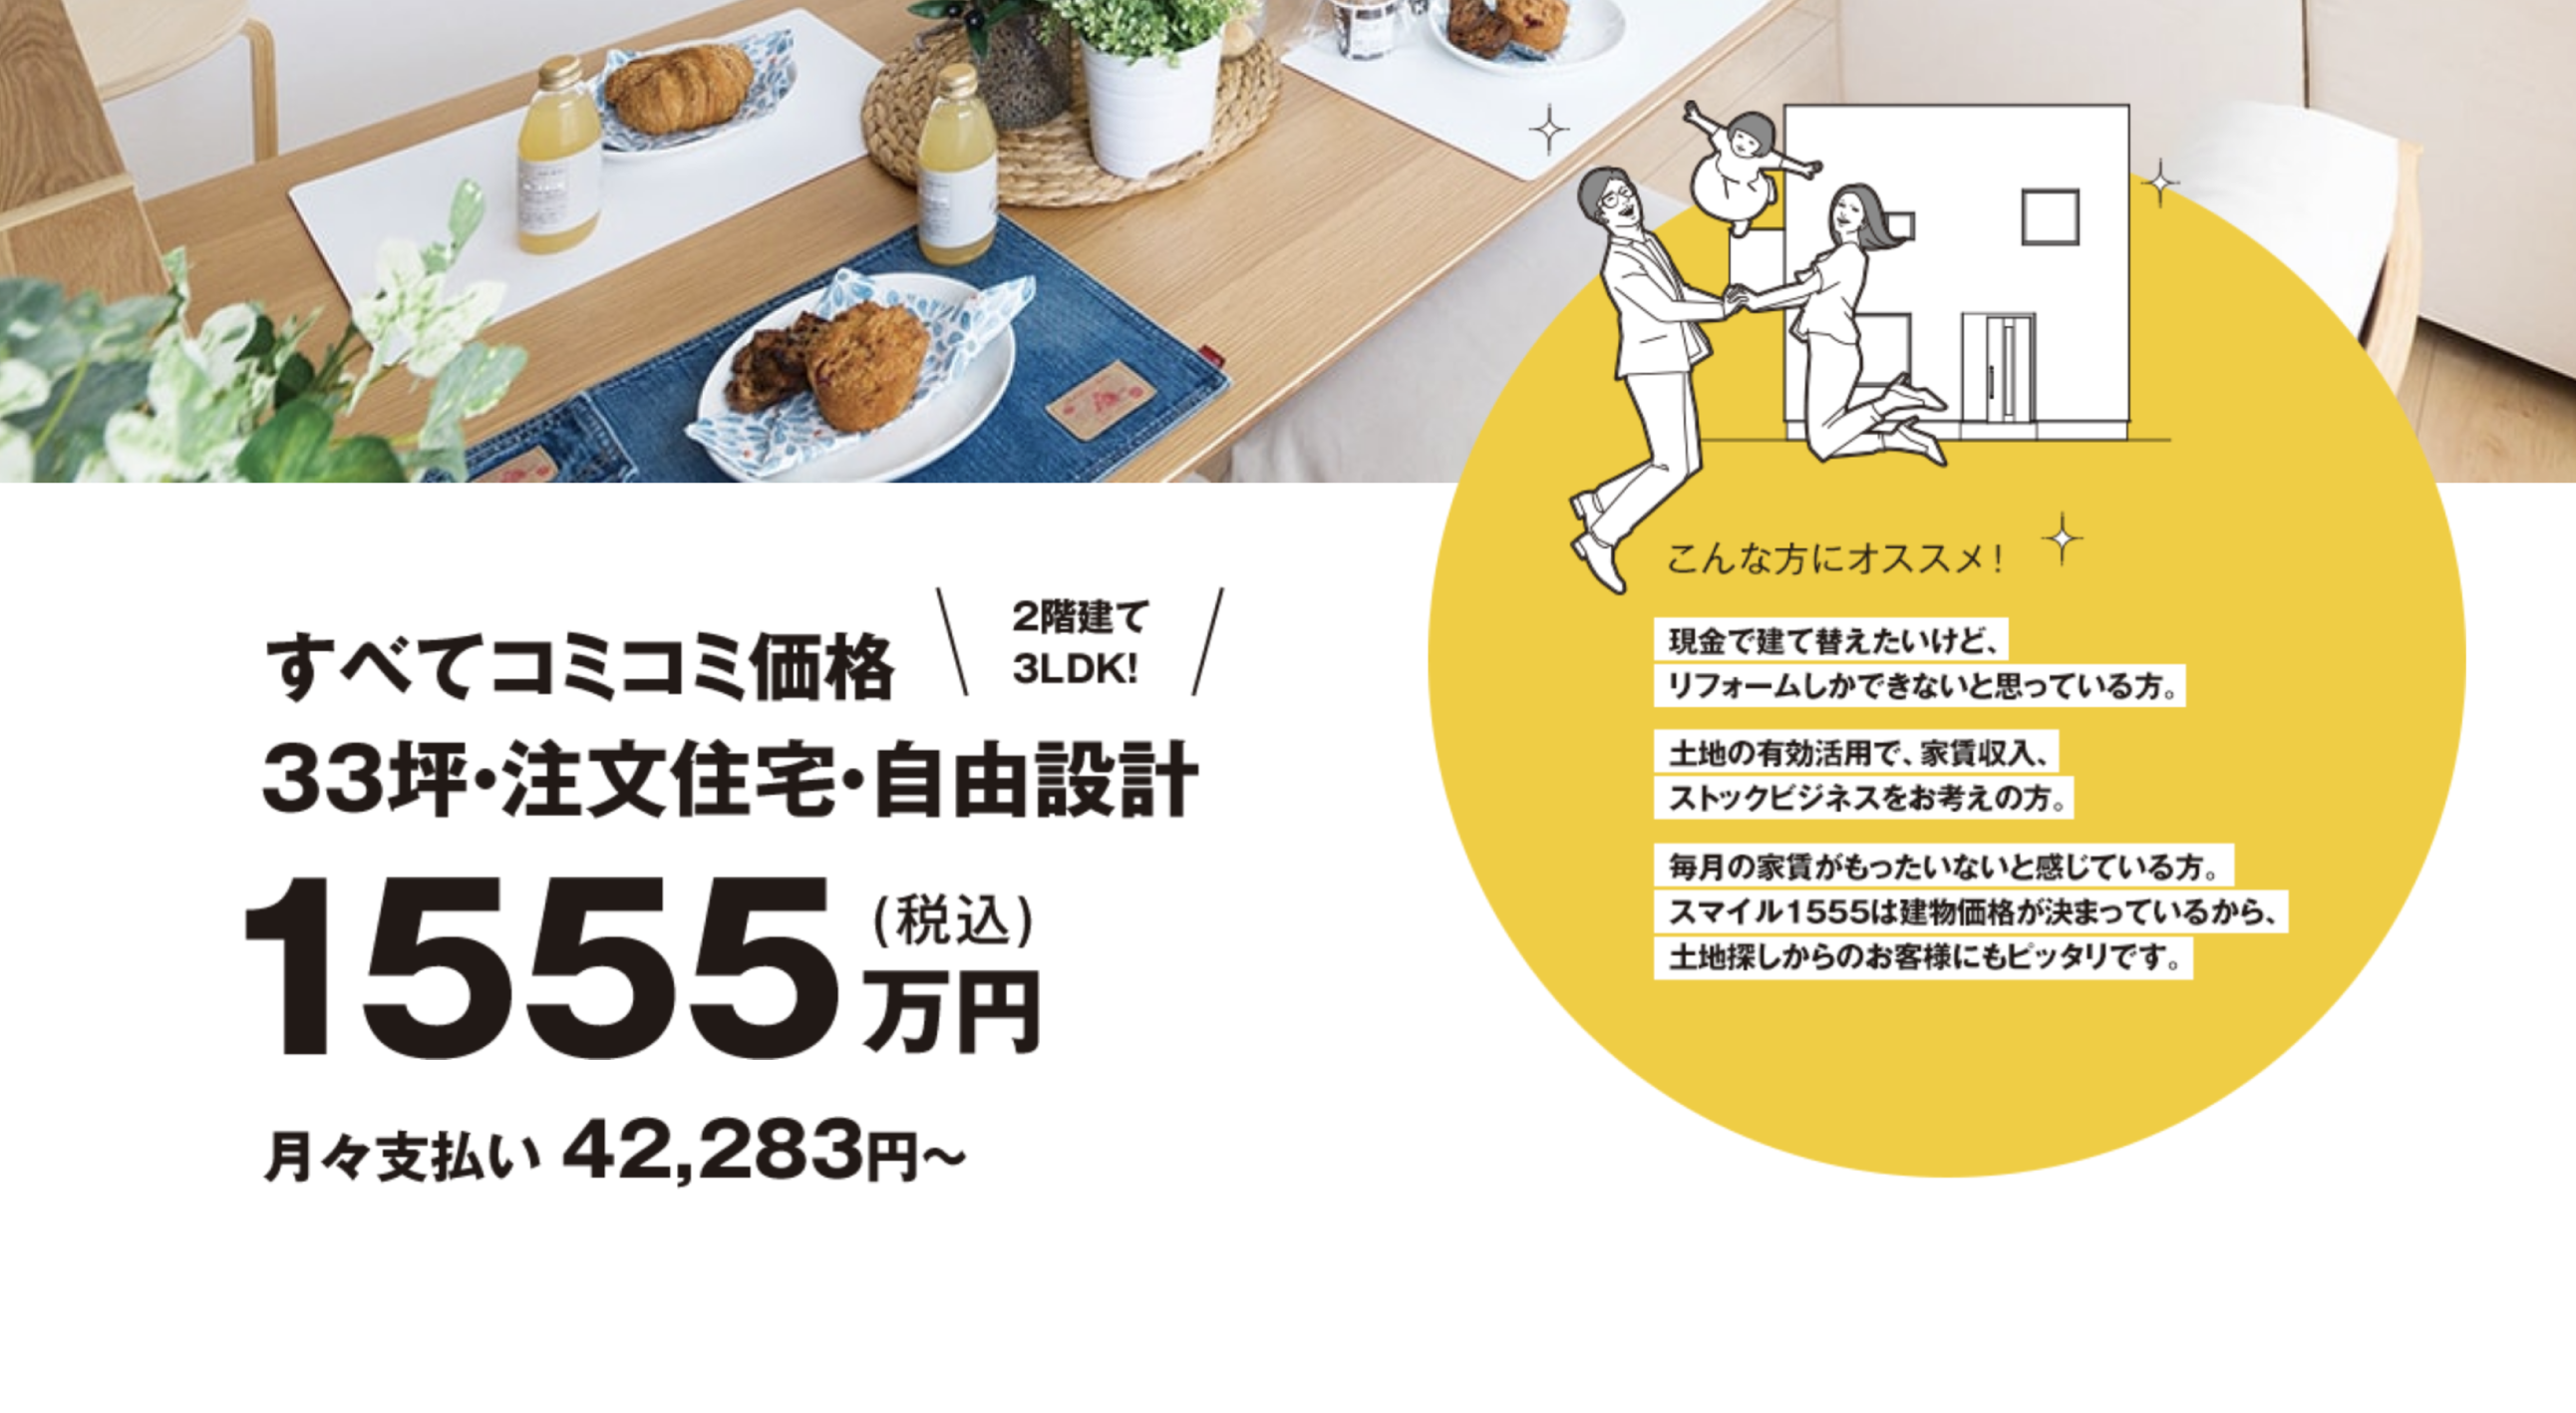 すべてコミコミ価格
2階建て
3LDK!
33坪・注文住宅・自由設計
1555万円(税込)
月々支払い 42,283円〜
こんな方にオススメ!
現金で建て替えたいけど、
リフォームしかできないと思っている方。
土地の有効活用で、家賃収入、
ストックビジネスをお考えの方。
毎月の家賃がもったいないと感じている方。
スマイル1555は建物価格が決まっているから、
土地探しからのお客様にもピッタリです。